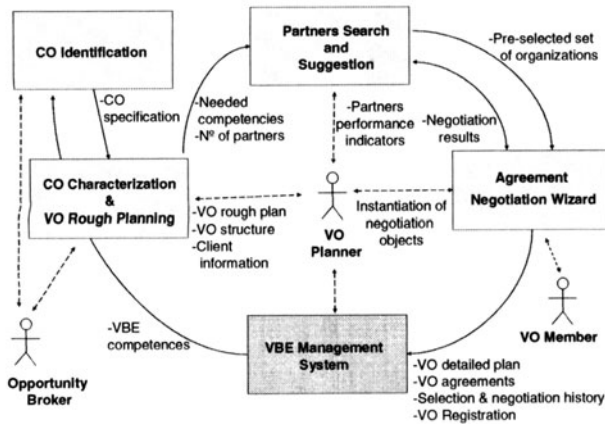 CO Identification
Partners Search
and
Suggestion
-Pre-selected set
of organizations
-CO
specification
-Needed
competencies
-Nº of partners
-Partners
performance
indicators
-Negotiation
results
CO Characterization
&
VO Rough Planning
Agreement
Negotiation Wizard
-VO rough plan
-VO structure
-Client
information
VO
Planner
Instantiation of
negotiation
objects
-VBE
competences
VBE Management
System
VO Member
Opportunity
Broker
-VO detailed plan
-VO agreements
-Selection & negotiation history
-VO Registration